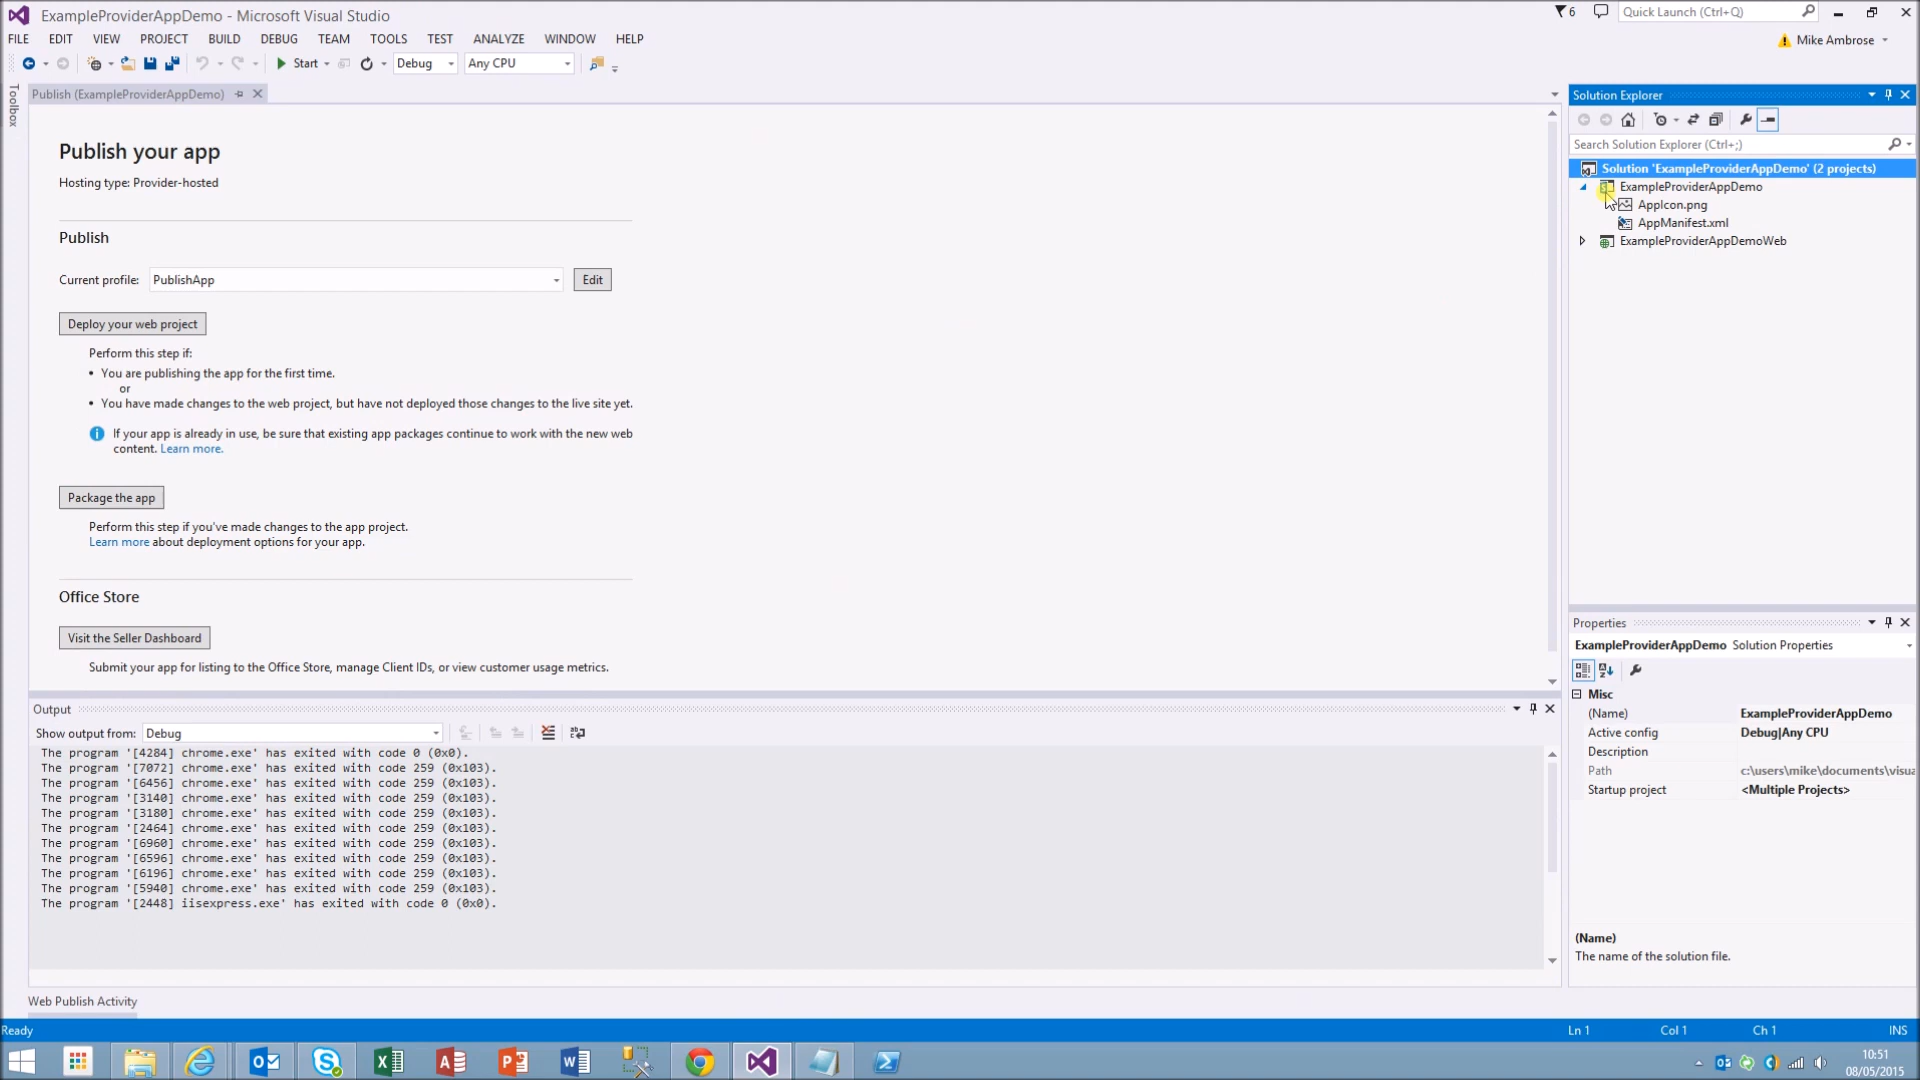 ExampleProviderAppDemo - Microsoft Visual Studio
6
Quick Launch (Ctrl+Q)
FILE EDIT VIEW PROJECT BUILD DEBUG TEAM TOOLS TEST ANALYZE WINDOW HELP
Mike Ambrose
Start Debug Any CPU
Toolbox
Publish (ExampleProviderAppDemo)
Publish your app
Hosting type: Provider-hosted
Publish
Current profile: PublishApp Edit
Deploy your web project
Perform this step if:
• You are publishing the app for the first time.
or
• You have made changes to the web project, but have not deployed those changes to the live site yet.
If your app is already in use, be sure that existing app packages continue to work with the new web
content. Learn more.
Package the app
Perform this step if you've made changes to the app project.
Learn more about deployment options for your app.
Office Store
Visit the Seller Dashboard
Submit your app for listing to the Office Store, manage Client IDs, or view customer usage metrics.
Solution Explorer
Search Solution Explorer (Ctrl+;)
Solution 'ExampleProviderAppDemo' (2 projects)
ExampleProviderAppDemo
AppIcon.png
AppManifest.xml
ExampleProviderAppDemoWeb
Properties
ExampleProviderAppDemo Solution Properties
Misc
(Name) ExampleProviderAppDemo
Active config Debug|Any CPU
Description
Path c:\users\mike\documents\visua
Startup project <Multiple Projects>
(Name)
The name of the solution file.
Output
Show output from: Debug
The program '[4284] chrome.exe' has exited with code 0 (0x0).
The program '[7072] chrome.exe' has exited with code 259 (0x103).
The program '[6456] chrome.exe' has exited with code 259 (0x103).
The program '[3140] chrome.exe' has exited with code 259 (0x103).
The program '[3180] chrome.exe' has exited with code 259 (0x103).
The program '[2464] chrome.exe' has exited with code 259 (0x103).
The program '[6960] chrome.exe' has exited with code 259 (0x103).
The program '[6596] chrome.exe' has exited with code 259 (0x103).
The program '[6196] chrome.exe' has exited with code 259 (0x103).
The program '[5940] chrome.exe' has exited with code 259 (0x103).
The program '[2448] iisexpress.exe' has exited with code 0 (0x0).
Web Publish Activity
Ready Ln 1 Col 1 Ch 1 INS
10:51
08/05/2015